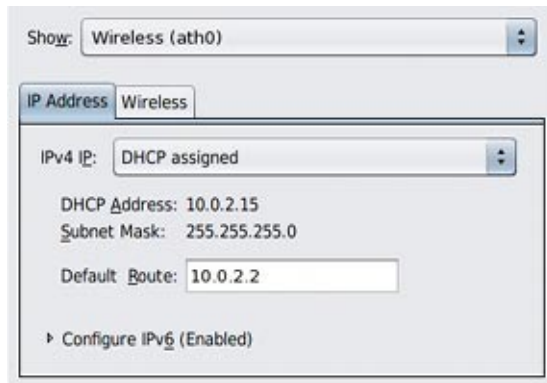 Show: Wireless (ath0)
IP Address Wireless
IPv4 IP: DHCP assigned
DHCP Address: 10.0.2.15
Subnet Mask: 255.255.255.0
Default Route: 10.0.2.2
Configure IPv6 (Enabled)